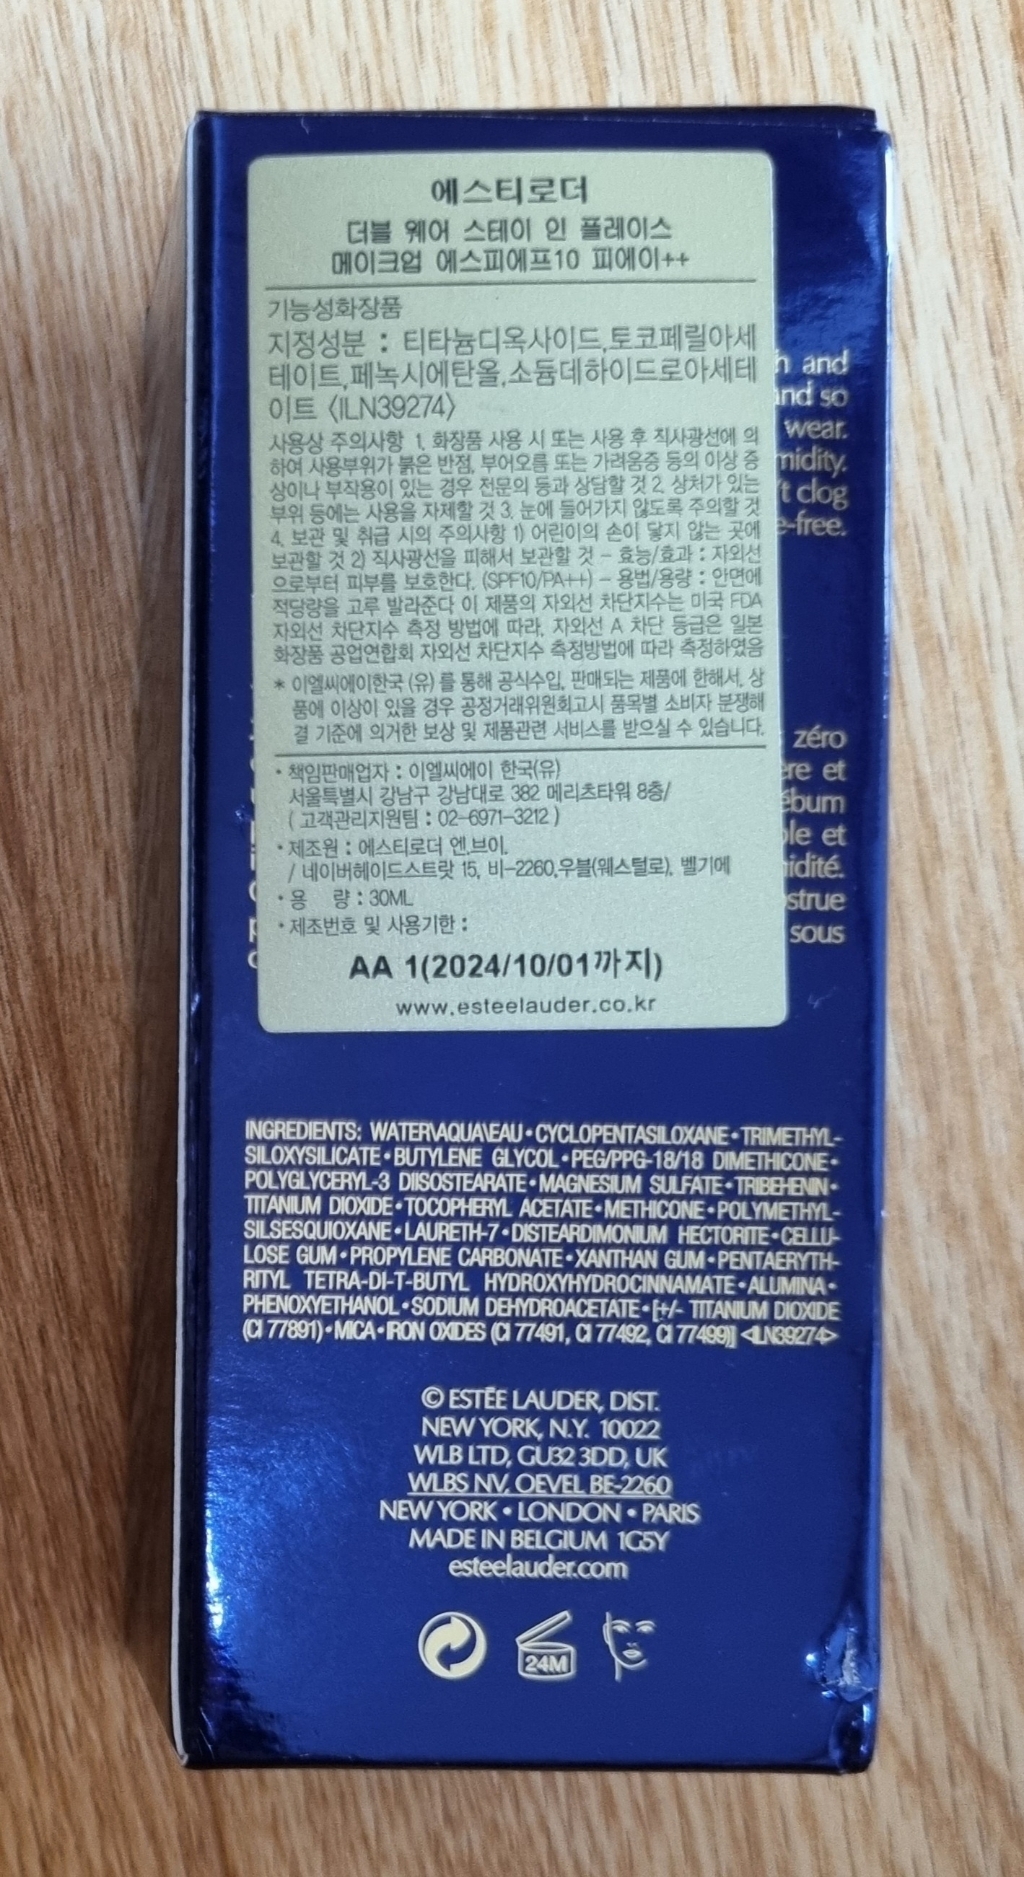 에스티로더
더블 웨어 스테이 인 플레이스
메이크업 에스피에프10 피에이++
기능성화장품
지정성분 : 티타늄디옥사이드,토코페릴아세
테이트,페녹시에탄올,소듐데하이드로아세테
이트 <ILN39274>
사용상 주의사항 1. 화장품 사용 시 또는 사용 후 직사광선에 의
하여 사용부위가 붉은 반점, 부어오름 또는 가려움증 등의 이상 증
상이나 부작용이 있는 경우 전문의 등과 상담할 것 2. 상처가 있는
부위 등에는 사용을 자제할 것 3. 눈에 들어가지 않도록 주의할 것
4. 보관 및 취급 시의 주의사항 1) 어린이의 손이 닿지 않는 곳에
보관할 것 2) 직사광선을 피해서 보관할 것 - 효능/효과 : 자외선
으로부터 피부를 보호한다. (SPF10/PA++) - 용법/용량 : 안면에
적당량을 고루 발라준다 이 제품의 자외선 차단지수는 미국 FDA
자외선 차단지수 측정 방법에 따라, 자외선 A 차단 등급은 일본
화장품 공업연합회 자외선 차단지수 측정방법에 따라 측정하였음
* 이엘씨에이한국 (유) 를 통해 공식수입, 판매되는 제품에 한해서, 상
품에 이상이 있을 경우 공정거래위원회고시 품목별 소비자 분쟁해
결 기준에 의거한 보상 및 제품관련 서비스를 받으실 수 있습니다.
· 책임판매업자 : 이엘씨에이 한국(유)
서울특별시 강남구 강남대로 382 메리츠타워 8층/
( 고객관리지원팀 : 02-6971-3212 )
· 제조원 : 에스티로더 엔.브이.
/ 네이버헤이드스트랏 15, 비-2260,우블(웨스털로), 벨기에
· 용 량 : 30ML
· 제조번호 및 사용기한 :
AA 1(2024/10/01까지)
www.esteelauder.co.kr
and
so
wear.
clog
zéro
et
et
sous
INGREDIENTS: WATER\AQUA\EAU • CYCLOPENTASILOXANE • TRIMETHYL-
SILOXYSILICATE • BUTYLENE GLYCOL • PEG/PPG-18/18 DIMETHICONE •
POLYGLYCERYL-3 DIISOSTEARATE • MAGNESIUM SULFATE • TRIBEHENIN •
TITANIUM DIOXIDE • TOCOPHERYL ACETATE • METHICONE • POLYMETHYL-
SILSESQUIOXANE • LAURETH-7 • DISTEARDIMONIUM HECTORITE • CELLU-
LOSE GUM • PROPYLENE CARBONATE • XANTHAN GUM • PENTAERYTH-
RITYL TETRA-DI-T-BUTYL HYDROXYHYDROCINNAMATE • ALUMINA •
PHENOXYETHANOL • SODIUM DEHYDROACETATE • [+/- TITANIUM DIOXIDE
(CI 77891) • MICA • IRON OXIDES (CI 77491, CI 77492, CI 77499)] <ILN39274>
© ESTĒE LAUDER, DIST.
NEW YORK, N.Y. 10022
WLB LTD, GU32 3DD, UK
WLBS NV, OEVEL BE-2260
NEW YORK • LONDON • PARIS
MADE IN BELGIUM 1G5Y
esteelauder.com
24M